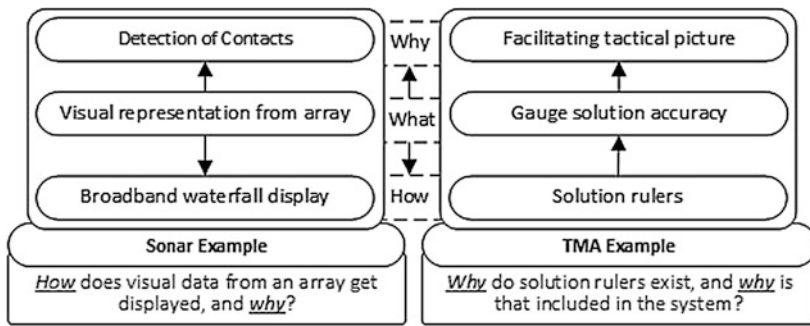 Detection of Contacts
Visual representation from array
Broadband waterfall display
Sonar Example
How does visual data from an array get
displayed, and why?
Why
What
How
Facilitating tactical picture
Gauge solution accuracy
Solution rulers
TMA Example
Why do solution rulers exist, and why is
that included in the system?